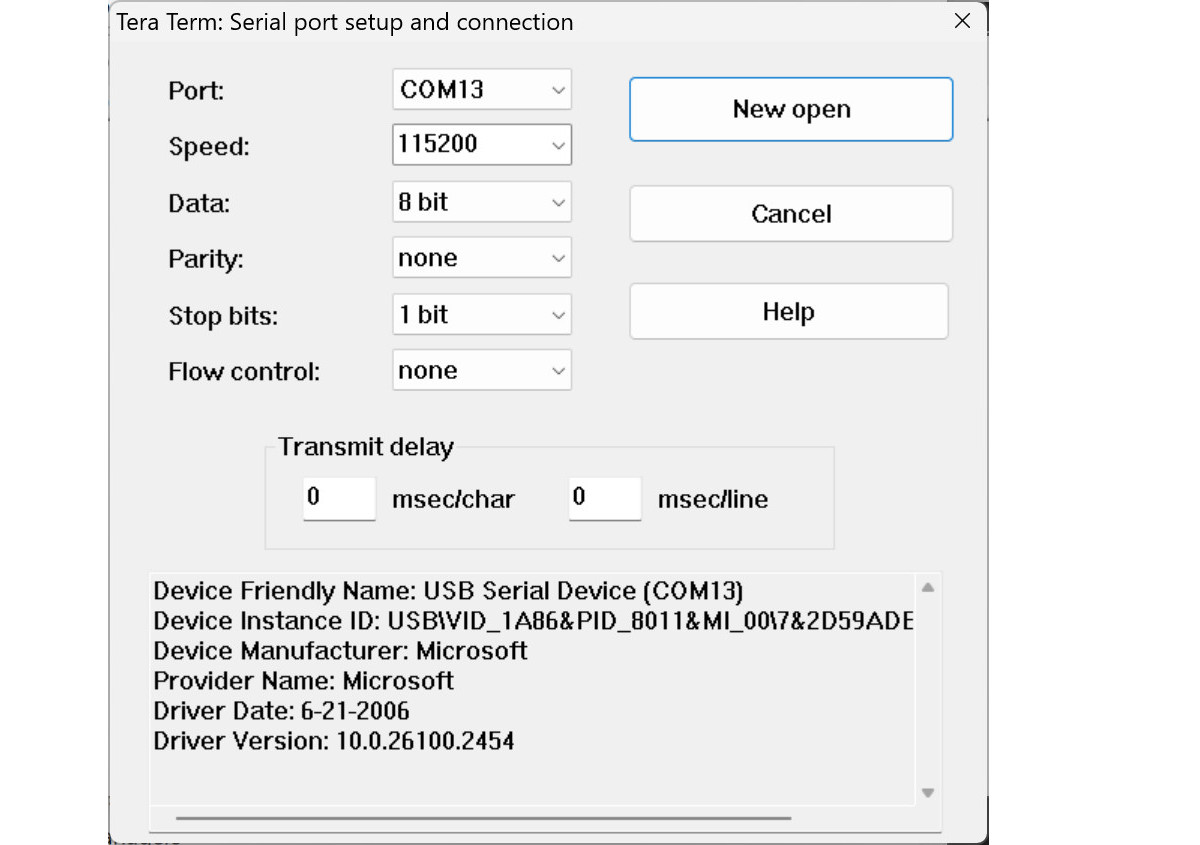 Tera Term: Serial port setup and connection
Port: COM13
New open
Speed: 115200
Data: 8 bit
Cancel
Parity: none
Stop bits: 1 bit
Help
Flow control: none
Transmit delay
0 msec/char 0 msec/line
Device Friendly Name: USB Serial Device (COM13)
Device Instance ID: USB\VID_1A86&PID_8011&MI_00\7&2D59ADE
Device Manufacturer: Microsoft
Provider Name: Microsoft
Driver Date: 6-21-2006
Driver Version: 10.0.26100.2454